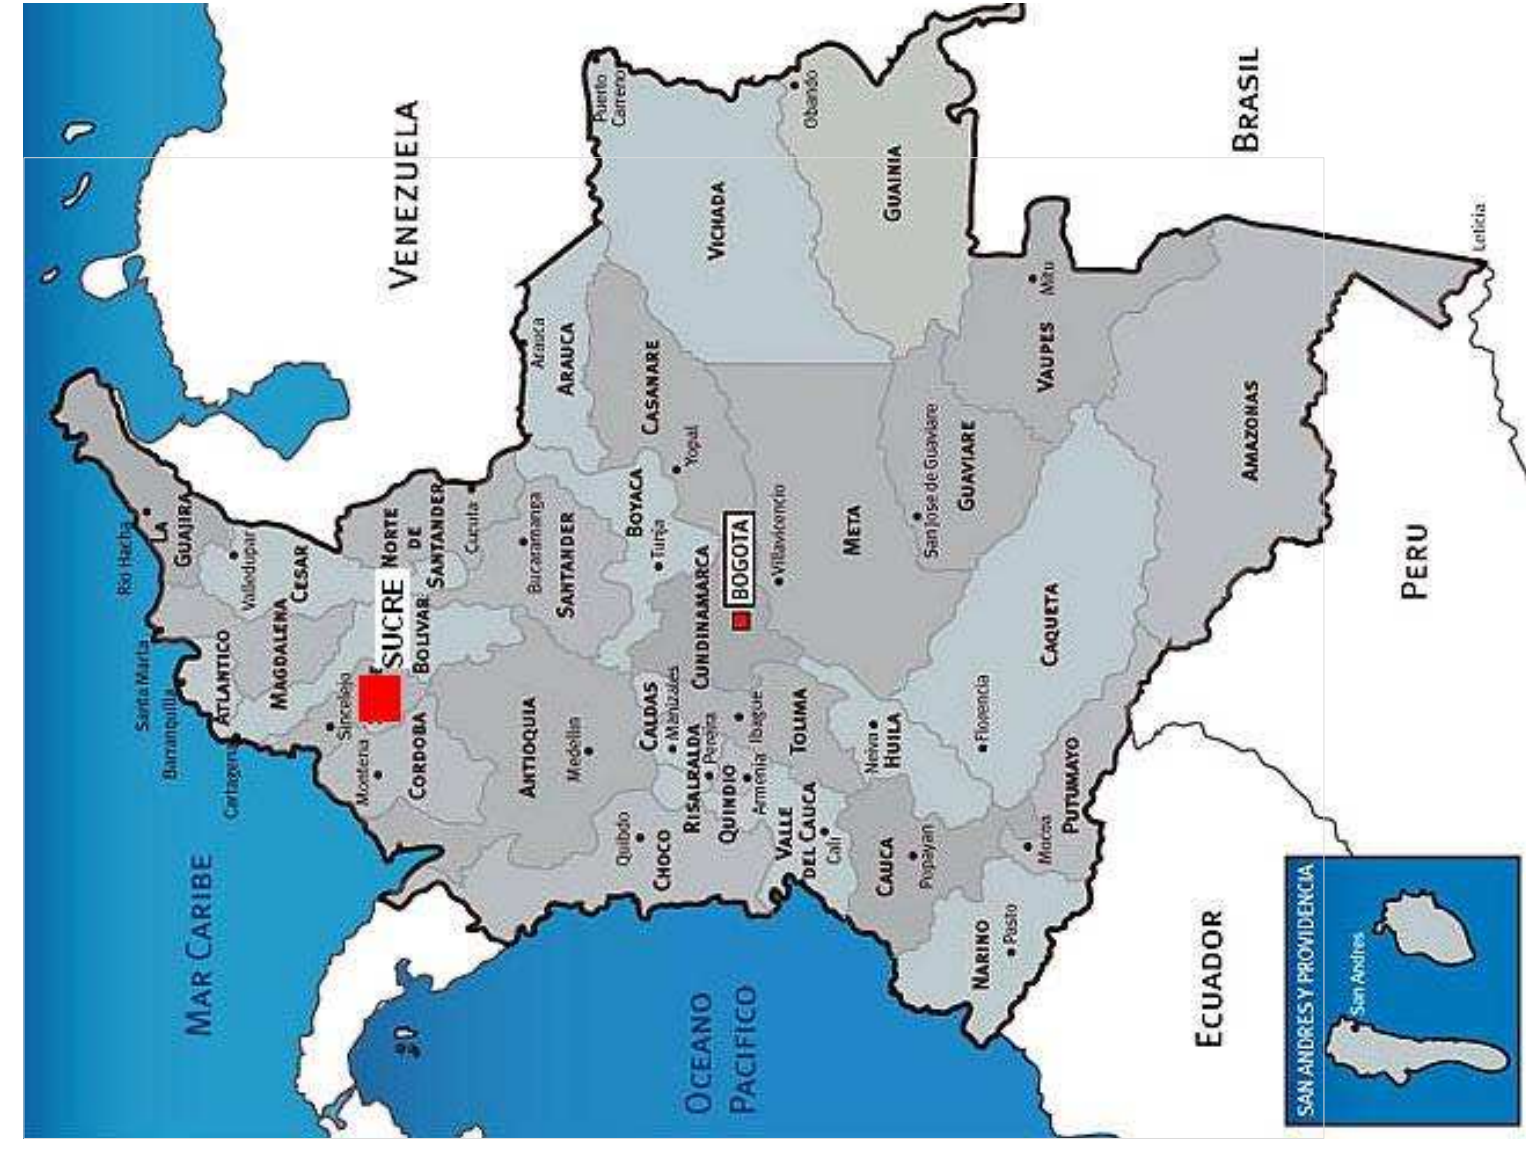 MAR CARIBE
VENEZUELA
Rio Hacha
LA
GUAJIRA
Santa Marta
Barranquilla
ATLANTICO
Cartagena
Valledupar
CESAR
MAGDALENA
Sincelejo
SUCRE
BOLIVAR
NORTE
DE
SANTANDER
Cucuta
Monteria
CORDOBA
ANTIOQUIA
Medellin
Bucaramanga
SANTANDER
Arauca
ARAUCA
Puerto
Carreno
BOYACA
Tunja
CASANARE
Yopal
VICHADA
Quibdo
CHOCO
CALDAS
Manizales
RISALRALDA
Pereira
QUINDIO
Armenia
CUNDINAMARCA
BOGOTA
Ibague
TOLIMA
Villavicencio
META
Obando
GUAINIA
VALLE
DEL CAUCA
Cali
CAUCA
Popayan
Neiva
HUILA
San Jose de Guaviare
GUAVIARE
Mitu
VAUPES
NARINO
Pasto
Florencia
CAQUETA
Mocoa
PUTUMAYO
AMAZONAS
Leticia
OCEANO
PACIFICO
BRASIL
PERU
ECUADOR
SAN ANDRES Y PROVIDENCIA
San Andres